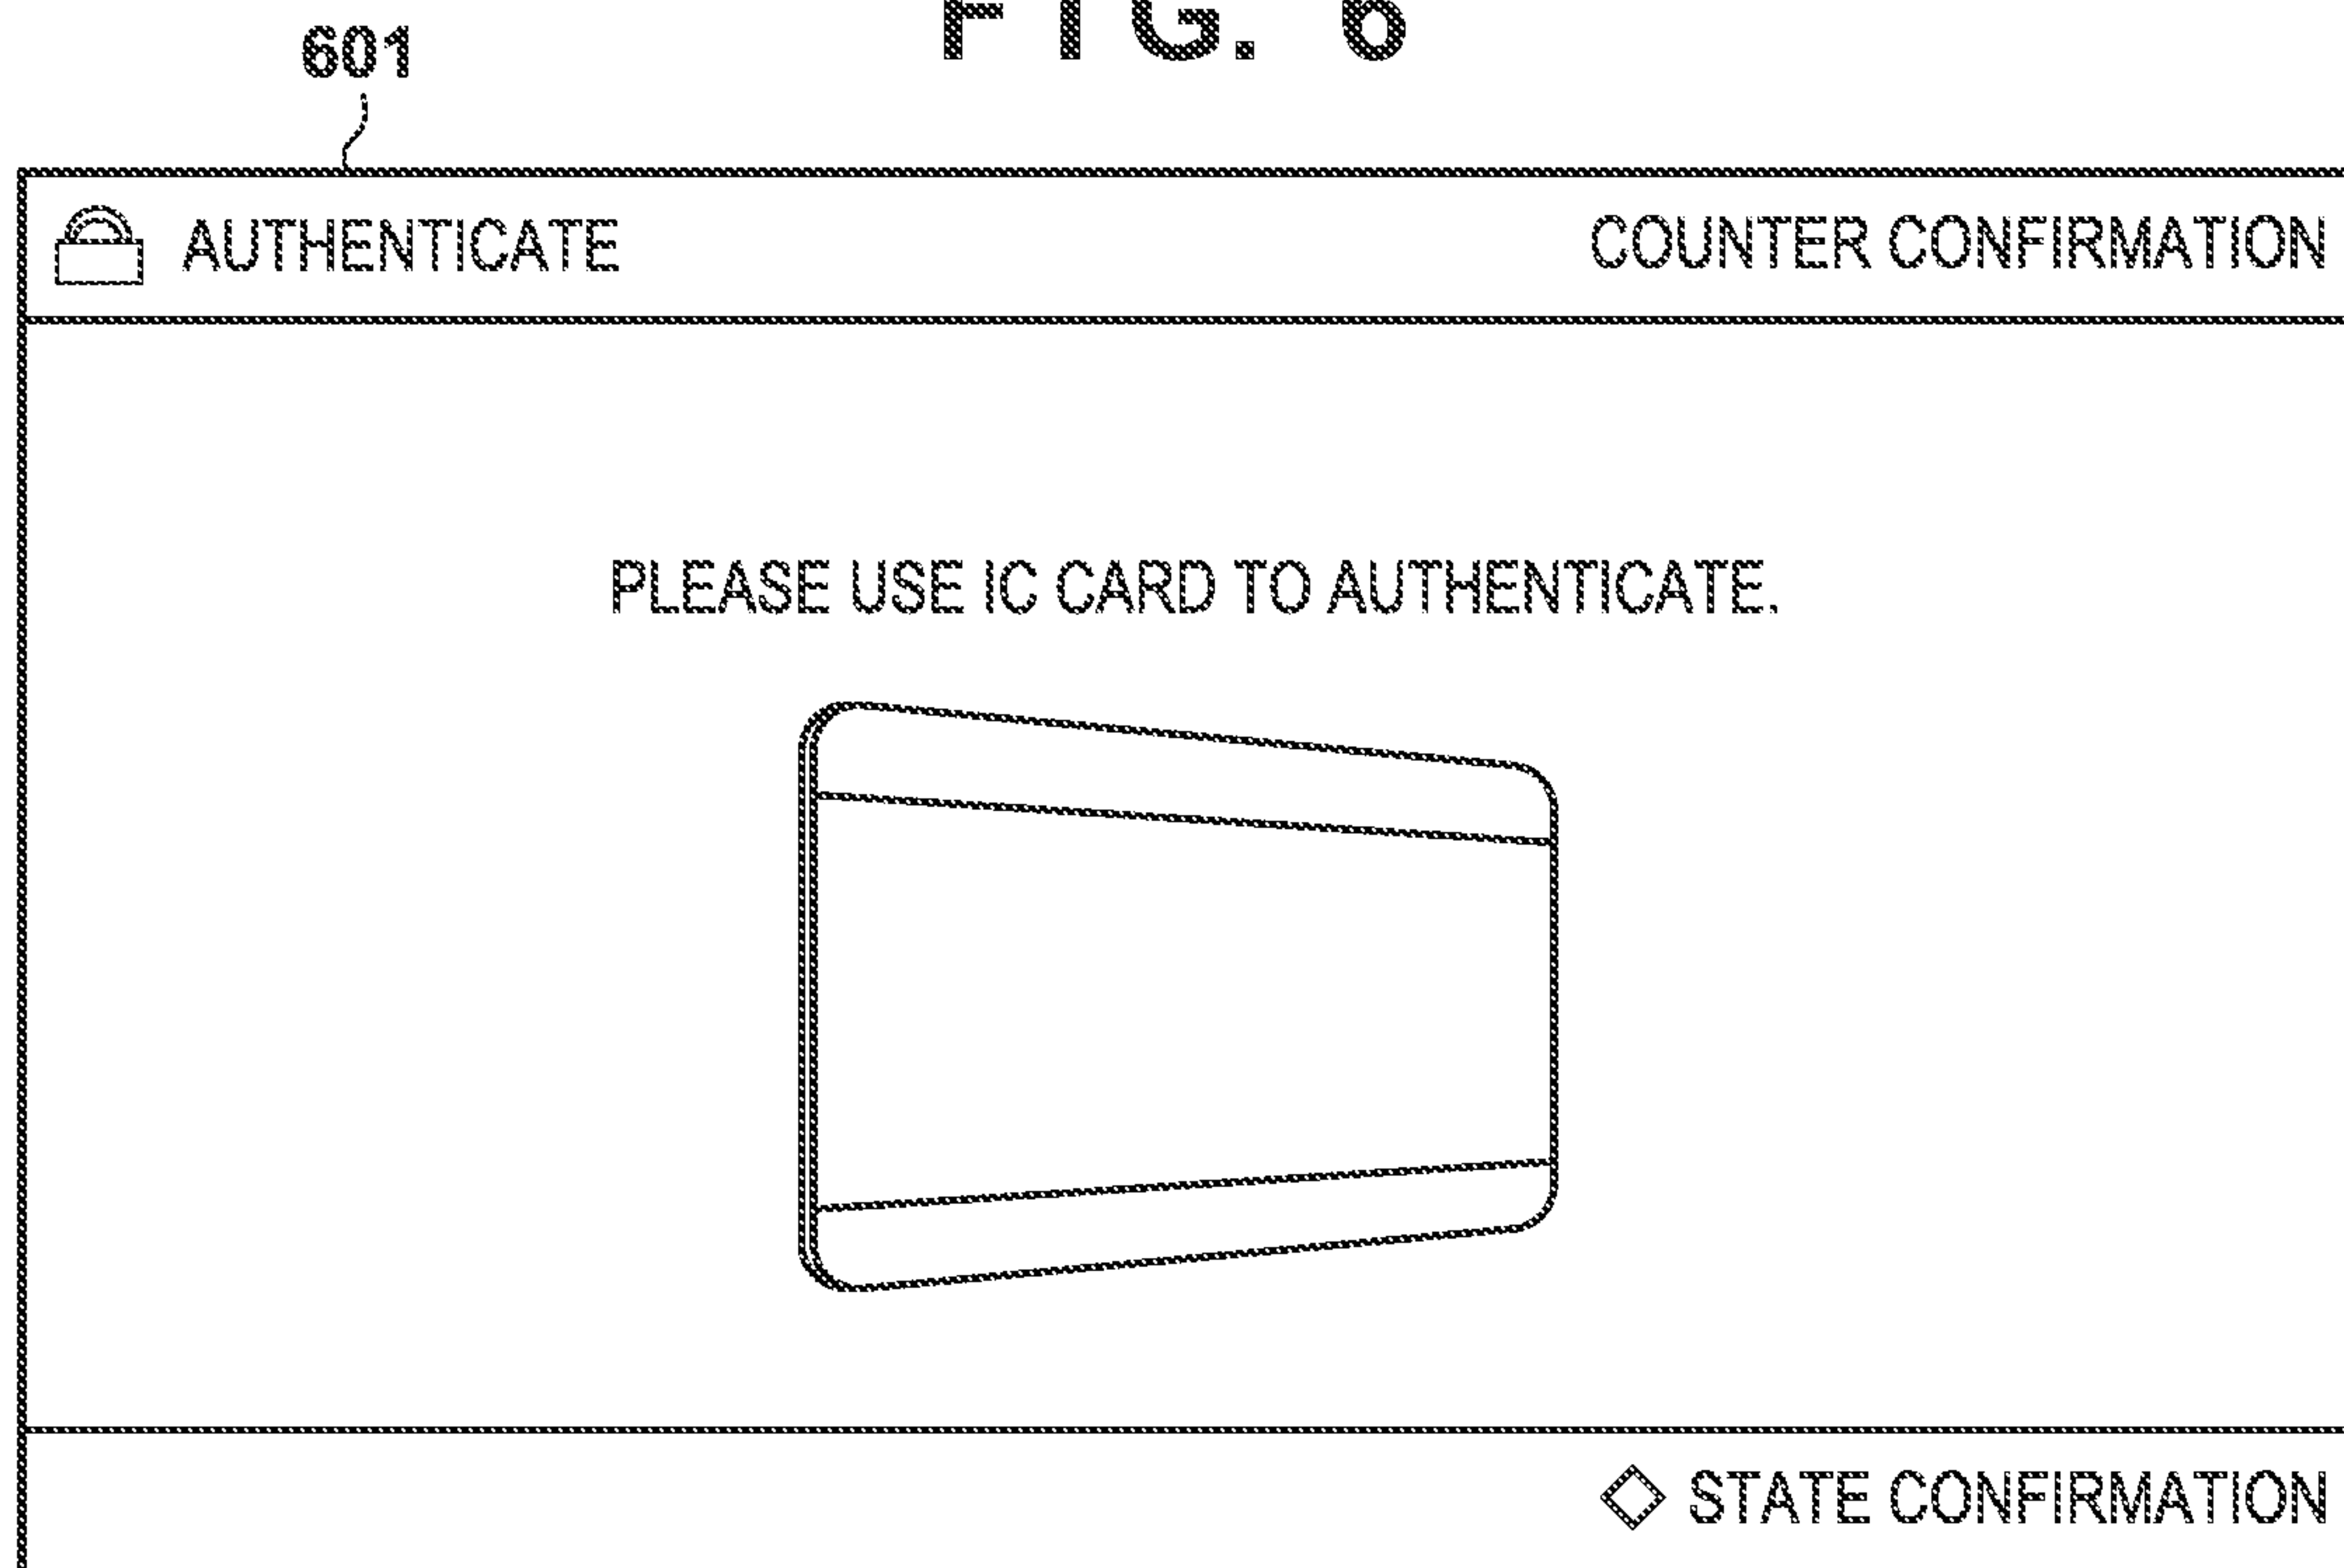 FIG. 6
601
AUTHENTICATE COUNTER CONFIRMATION
PLEASE USE IC CARD TO AUTHENTICATE.
STATE CONFIRMATION